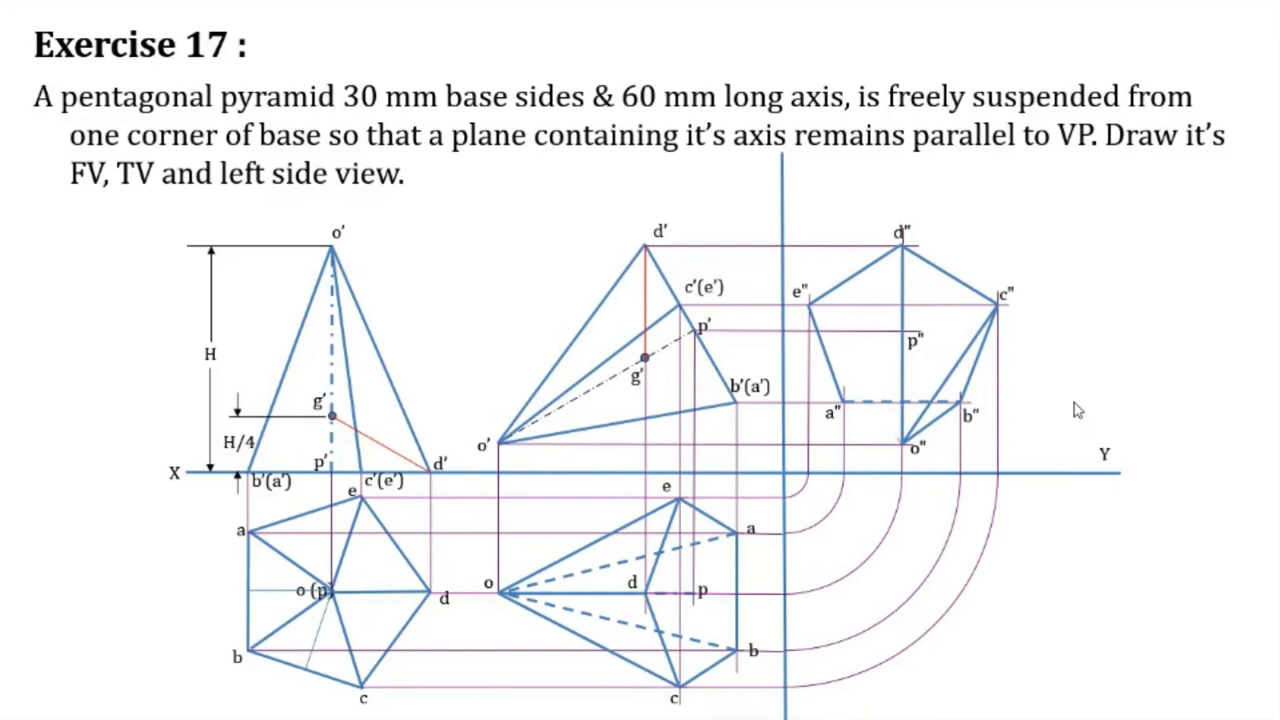 Exercise 17 :
A pentagonal pyramid 30 mm base sides & 60 mm long axis, is freely suspended from
one corner of base so that a plane containing it’s axis remains parallel to VP. Draw it’s
FV, TV and left side view.
o’ d’ d"
c’(e’) e" c"
H p’ p"
g’ b’(a’)
g’ a" b"
H/4 o’ o"
p’ d’ Y
X b’(a’) c’(e’)
e e
a a
o (p) d o d p
b b
c c